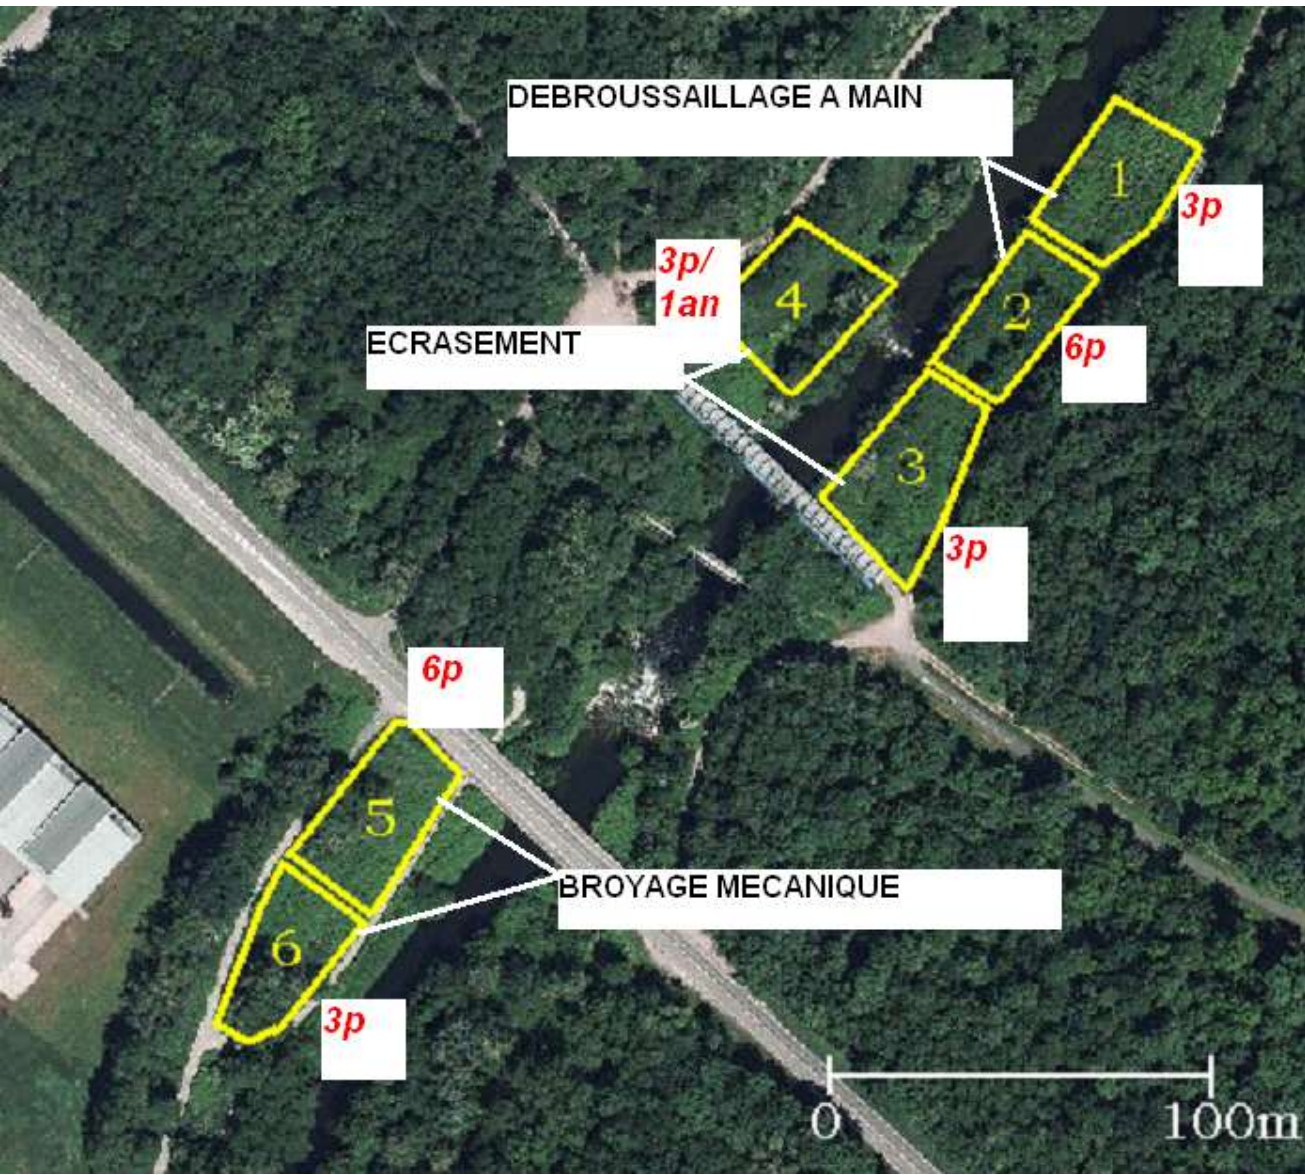 DEBROUSSAILLAGE A MAIN
1
3p
3p/
1an
4
2
ECRASEMENT
6p
3
3p
6p
5
BROYAGE MECANIQUE
6
3p
0
100m